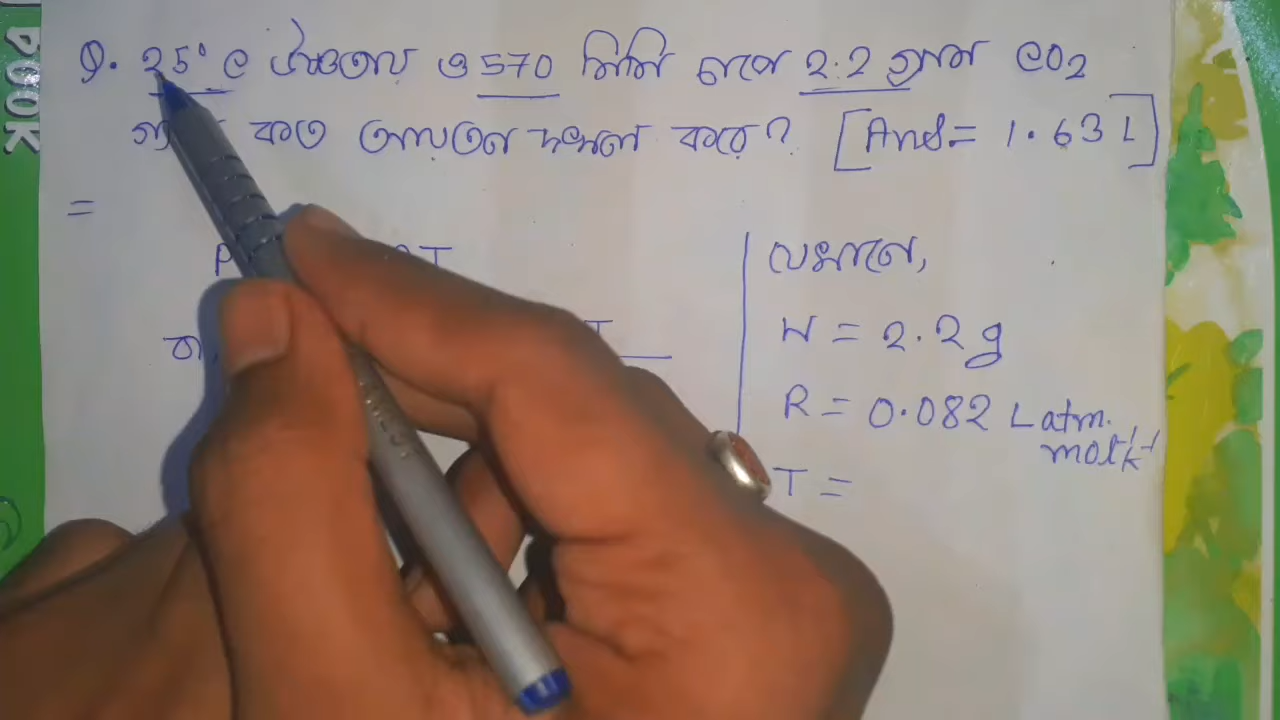 Q. 25°C উষ্ণতায় ও 570 মিমি চাপে 2.2 গ্রাম CO2
কত আয়তন দখল করে? [Ans = 1.63 L]
=
এখানে,
W = 2.2 g
R = 0.082 L atm.
mol⁻¹ K⁻¹
T =